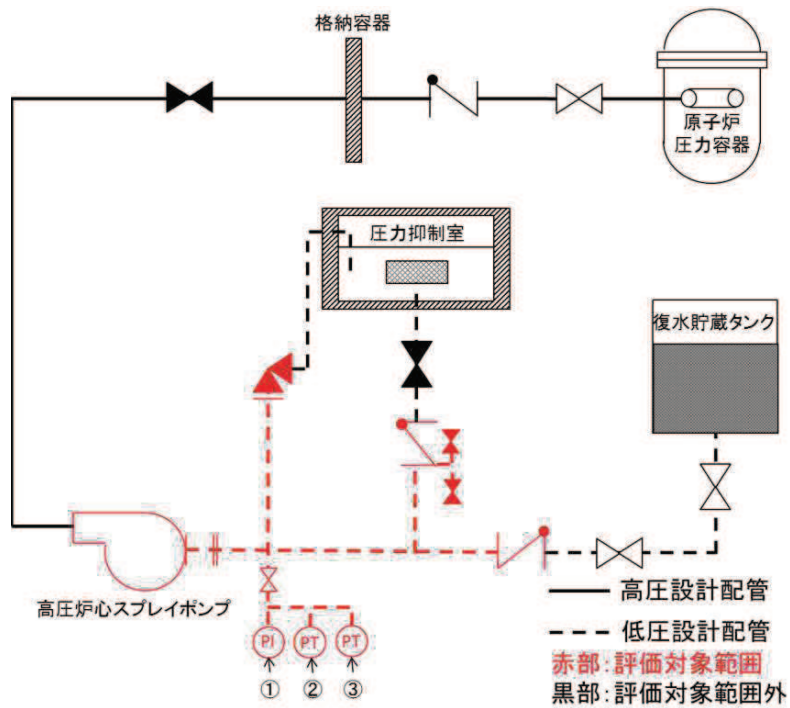 格納容器
原子炉
圧力容器
圧力抑制室
復水貯蔵タンク
高圧炉心スプレイポンプ
PI
PT
PT
①
②
③
高圧設計配管
低圧設計配管
赤部:評価対象範囲
黒部:評価対象範囲外